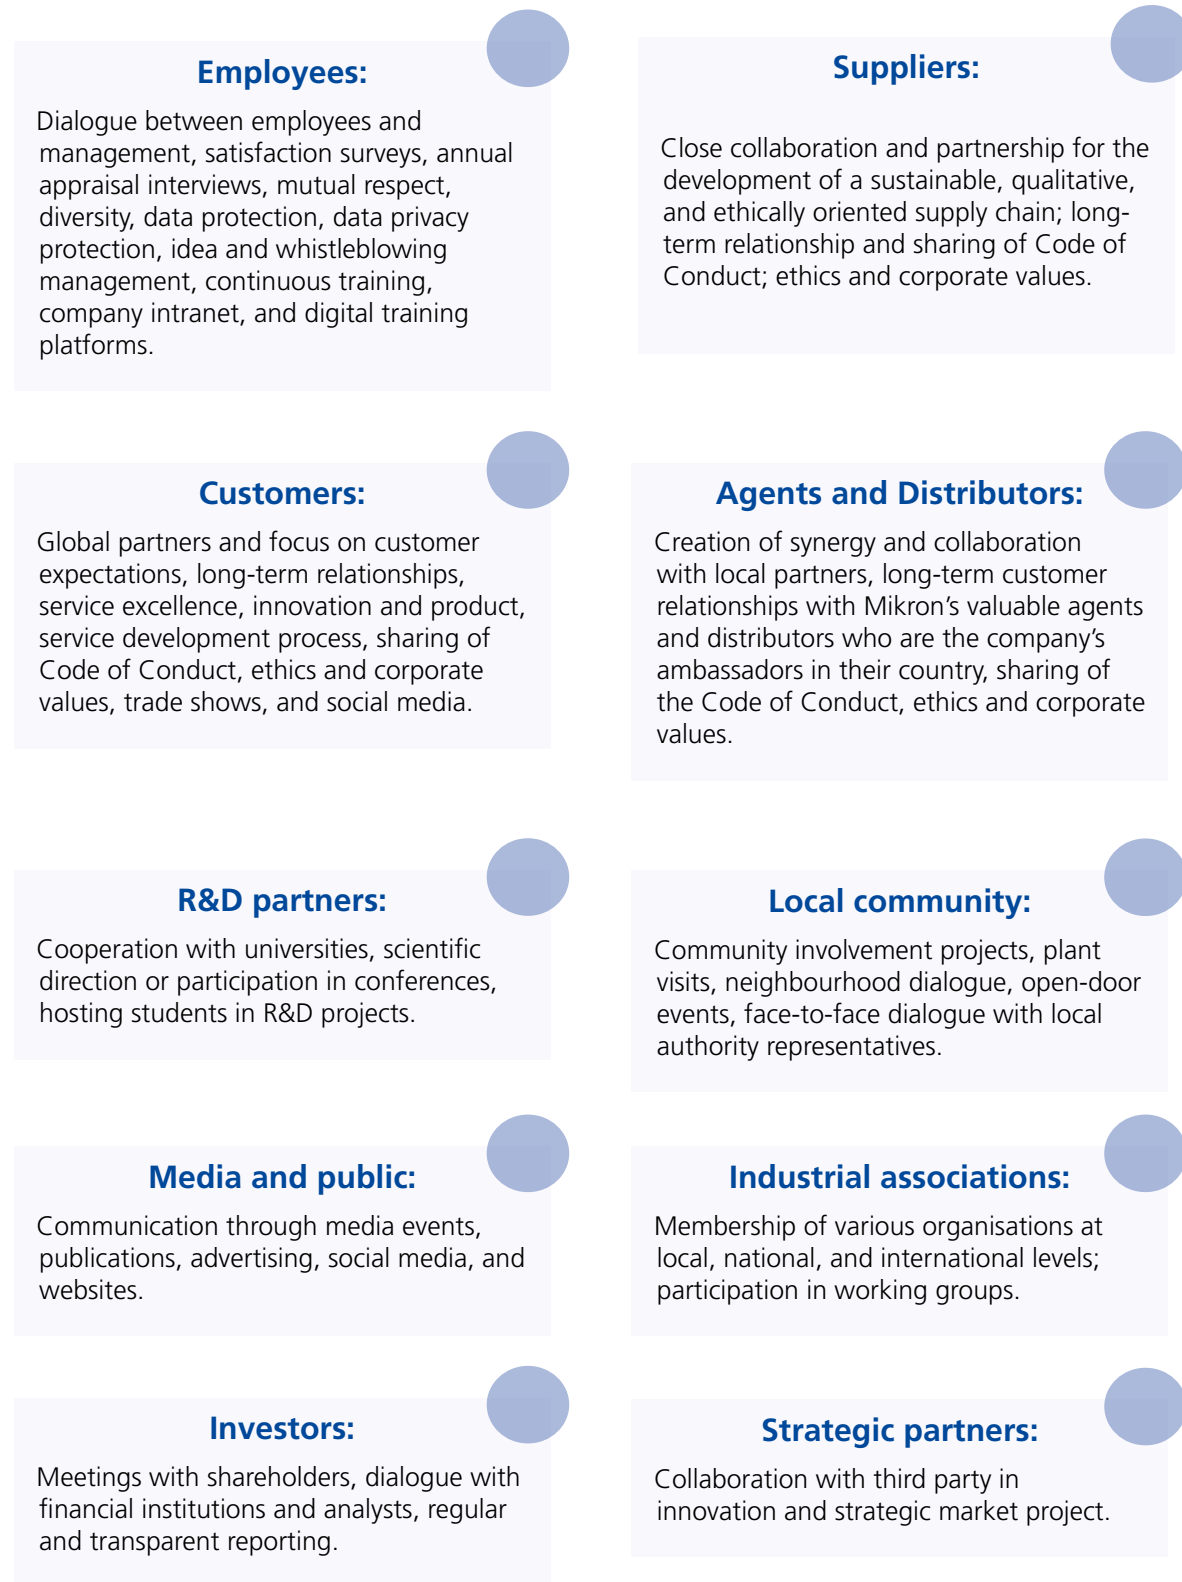 Employees:
Dialogue between employees and
management, satisfaction surveys, annual
appraisal interviews, mutual respect,
diversity, data protection, data privacy
protection, idea and whistleblowing
management, continuous training,
company intranet, and digital training
platforms.
Suppliers:
Close collaboration and partnership for the
development of a sustainable, qualitative,
and ethically oriented supply chain; long-
term relationship and sharing of Code of
Conduct; ethics and corporate values.
Customers:
Global partners and focus on customer
expectations, long-term relationships,
service excellence, innovation and product,
service development process, sharing of
Code of Conduct, ethics and corporate
values, trade shows, and social media.
Agents and Distributors:
Creation of synergy and collaboration
with local partners, long-term customer
relationships with Mikron’s valuable agents
and distributors who are the company’s
ambassadors in their country, sharing of
the Code of Conduct, ethics and corporate
values.
R&D partners:
Cooperation with universities, scientific
direction or participation in conferences,
hosting students in R&D projects.
Local community:
Community involvement projects, plant
visits, neighbourhood dialogue, open-door
events, face-to-face dialogue with local
authority representatives.
Media and public:
Communication through media events,
publications, advertising, social media, and
websites.
Industrial associations:
Membership of various organisations at
local, national, and international levels;
participation in working groups.
Investors:
Meetings with shareholders, dialogue with
financial institutions and analysts, regular
and transparent reporting.
Strategic partners:
Collaboration with third party in
innovation and strategic market project.